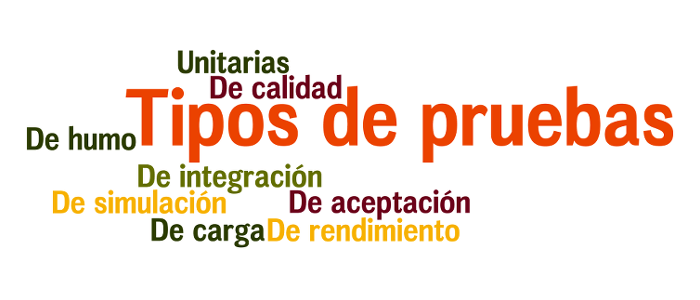 Unitarias
De calidad
Tipos de pruebas
De humo
De integración
De simulación
De aceptación
De carga
De rendimiento